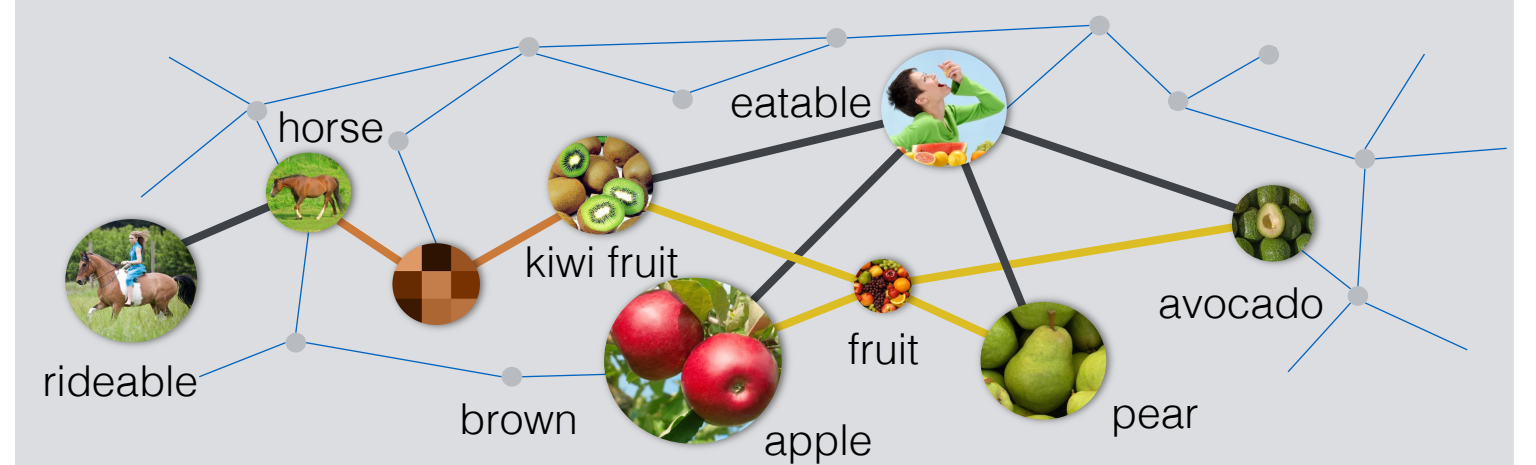 eatable
horse
kiwi fruit
avocado
fruit
rideable
brown
pear
apple